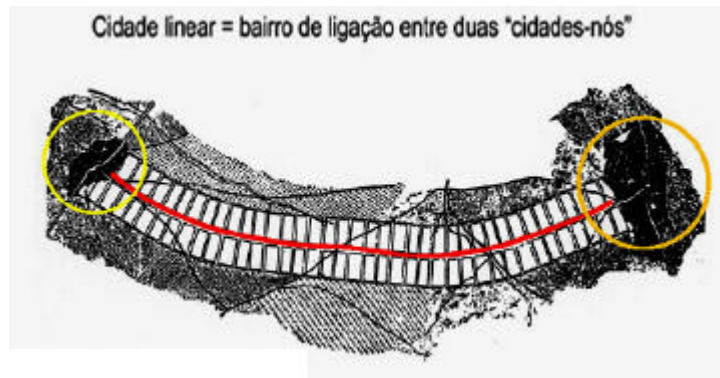 Cidade linear = bairro de ligação entre duas "cidades-nós"